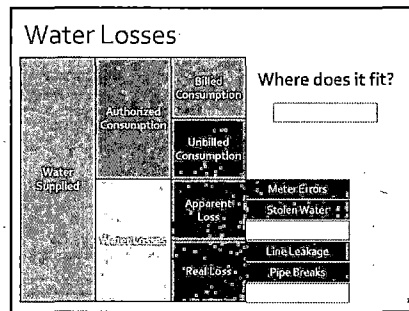 Water Losses
Where does it fit?
Water
Supplied
Authorized
Consumption
Water Losses
Billed
Consumption
Unbilled
Consumption
Apparent
Loss
Real Loss
Meter Errors
Stolen Water
Line Leakage
Pipe Breaks